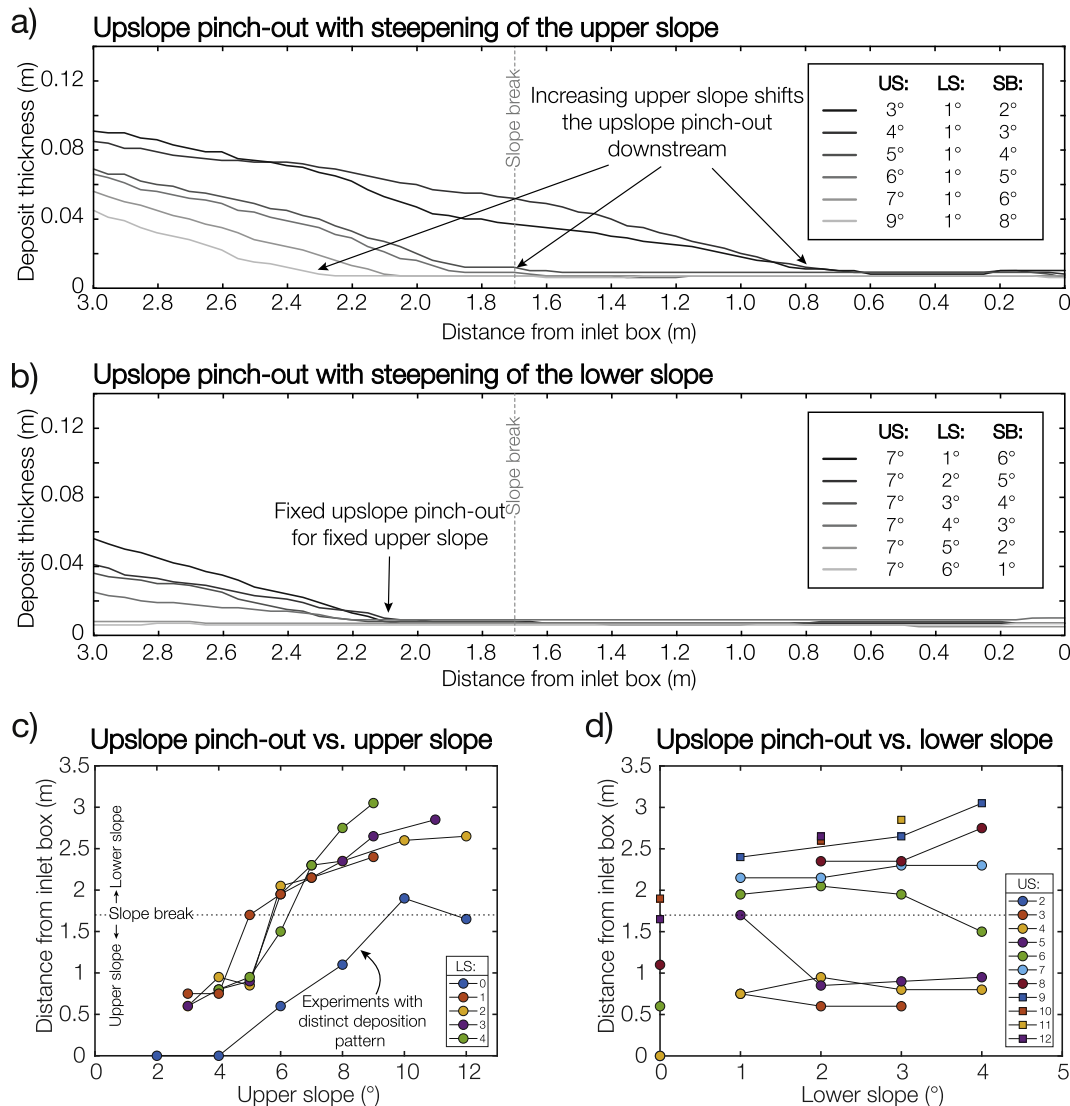 a)
Upslope pinch-out with steepening of the upper slope
Deposit thickness (m)
0.12
0.08
0.04
0
3.0 2.8 2.6 2.4 2.2 2.0 1.8 1.6 1.4 1.2 1.0 0.8 0.6 0.4 0.2 0
Distance from inlet box (m)
Slope break
Increasing upper slope shifts
the upslope pinch-out
downstream
US: LS: SB:
3° 1° 2°
4° 1° 3°
5° 1° 4°
6° 1° 5°
7° 1° 6°
9° 1° 8°
b)
Upslope pinch-out with steepening of the lower slope
Deposit thickness (m)
0.12
0.08
0.04
0
3.0 2.8 2.6 2.4 2.2 2.0 1.8 1.6 1.4 1.2 1.0 0.8 0.6 0.4 0.2 0
Distance from inlet box (m)
Slope break
Fixed upslope pinch-out
for fixed upper slope
US: LS: SB:
7° 1° 6°
7° 2° 5°
7° 3° 4°
7° 4° 3°
7° 5° 2°
7° 6° 1°
c)
Upslope pinch-out vs. upper slope
Distance from inlet box (m)
3.5
3
2.5
2
1.5
1
0.5
0
0 2 4 6 8 10 12
Upper slope (°)
Lower slope
Slope break
Upper slope
Experiments with
distinct deposition
pattern
LS:
0
1
2
3
4
d)
Upslope pinch-out vs. lower slope
Distance from inlet box (m)
3.5
3
2.5
2
1.5
1
0.5
0
0 1 2 3 4 5
Lower slope (°)
US:
2
3
4
5
6
7
8
9
10
11
12